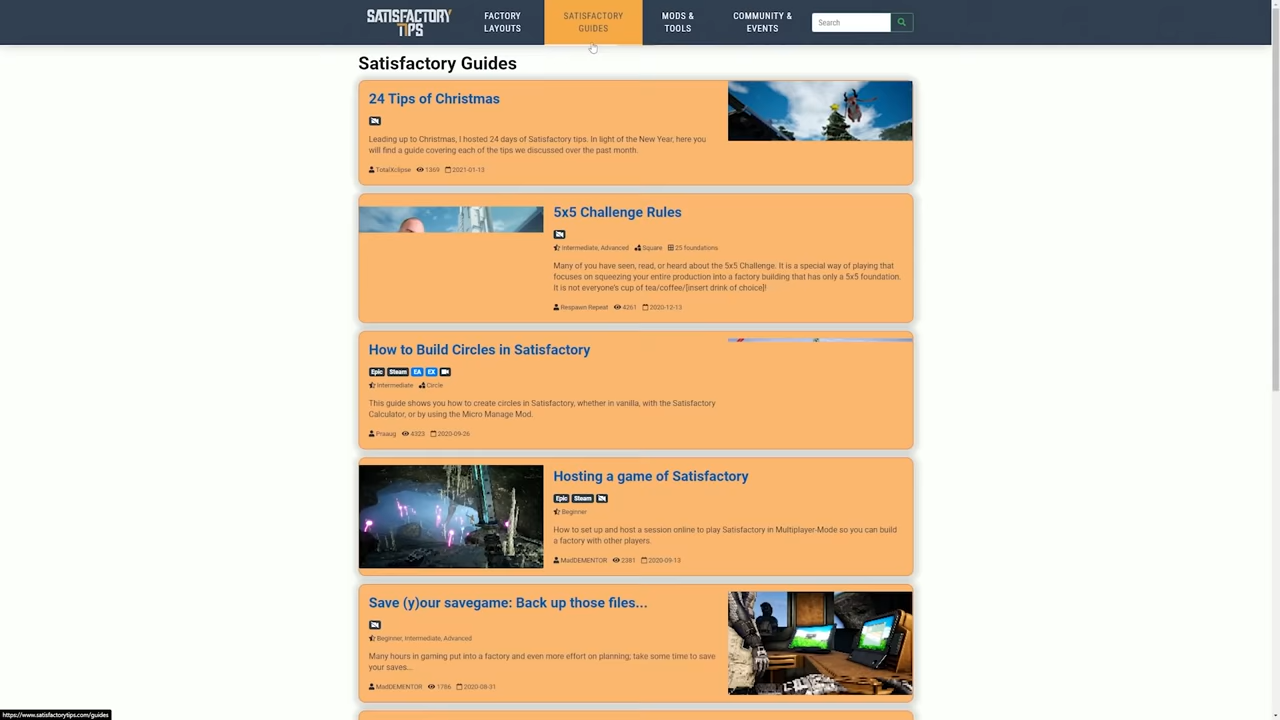 SATISFACTORY
TIPS
FACTORY
LAYOUTS
SATISFACTORY
GUIDES
MODS &
TOOLS
COMMUNITY &
EVENTS
Search
Satisfactory Guides
24 Tips of Christmas
Leading up to Christmas, I hosted 24 days of Satisfactory tips. In light of the New Year, here you
will find a guide covering each of the tips we discussed over the past month.
TotalXclipse 1369 2021-01-13
5x5 Challenge Rules
Intermediate, Advanced Square 25 foundations
Many of you have seen, read, or heard about the 5x5 Challenge. It is a special way of playing that
focuses on squeezing your entire production into a factory building that has only a 5x5 foundation.
It is not everyone's cup of tea/coffee/[insert drink of choice]!
Respawn Repeat 4261 2020-12-13
How to Build Circles in Satisfactory
Epic Steam EA EX
Intermediate Circle
This guide shows you how to create circles in Satisfactory, whether in vanilla, with the Satisfactory
Calculator, or by using the Micro Manage Mod.
Praaug 4323 2020-09-26
Hosting a game of Satisfactory
Epic Steam
Beginner
How to set up and host a session online to play Satisfactory in Multiplayer-Mode so you can build
a factory with other players.
MadDEMENTOR 2381 2020-09-13
Save (y)our savegame: Back up those files...
Beginner, Intermediate, Advanced
Many hours in gaming put into a factory and even more effort on planning; take some time to save
your saves...
MadDEMENTOR 1786 2020-08-31
https://www.satisfactorytips.com/guides